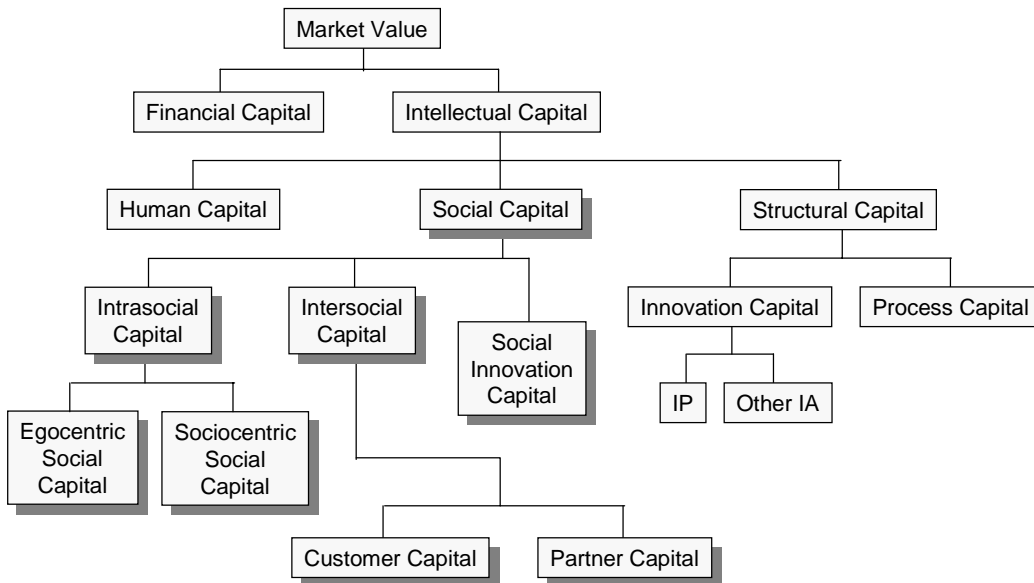 Market Value
Financial Capital
Intellectual Capital
Human Capital
Social Capital
Structural Capital
Intrasocial
Capital
Intersocial
Capital
Social
Innovation
Capital
Innovation Capital
Process Capital
IP
Other IA
Egocentric
Social
Capital
Sociocentric
Social
Capital
Customer Capital
Partner Capital